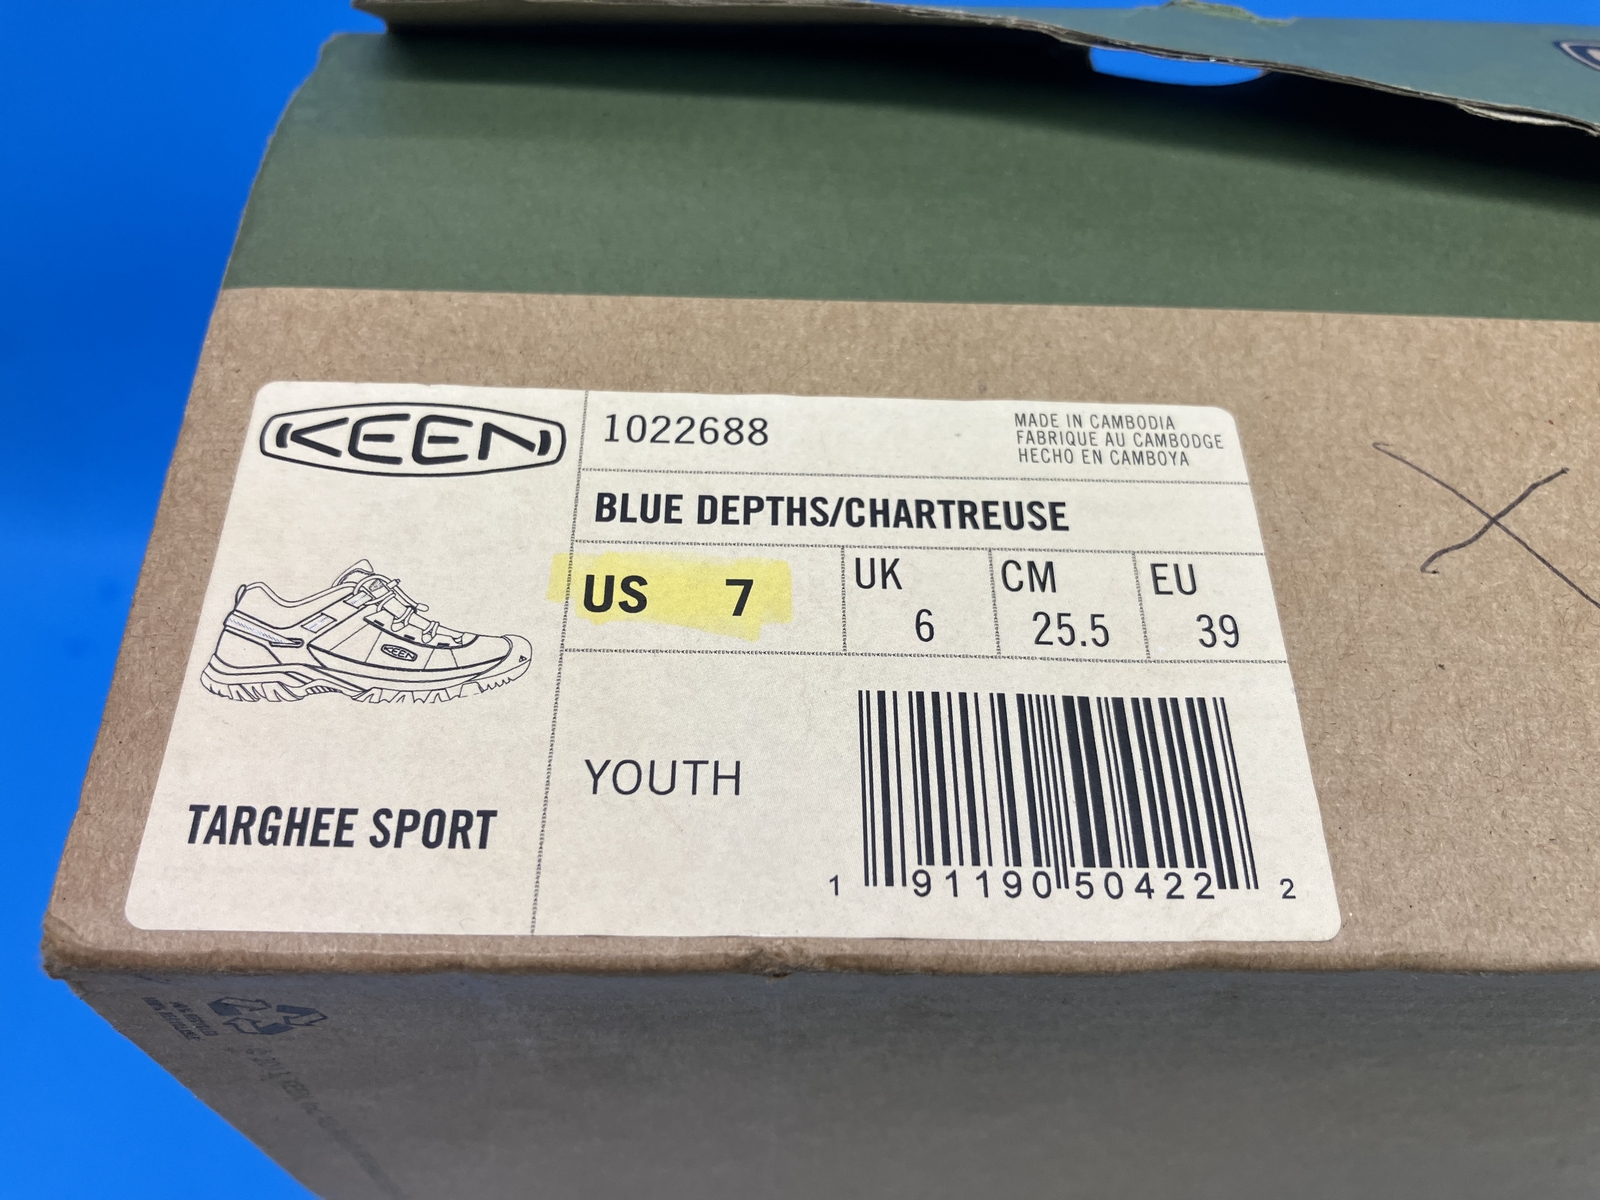 KEEN
1022688
MADE IN CAMBODIA
FABRIQUE AU CAMBODGE
HECHO EN CAMBOYA
BLUE DEPTHS/CHARTREUSE
US 7
UK 6
CM 25.5
EU 39
KEEN
TARGHEE SPORT
YOUTH
1 91190 50422 2